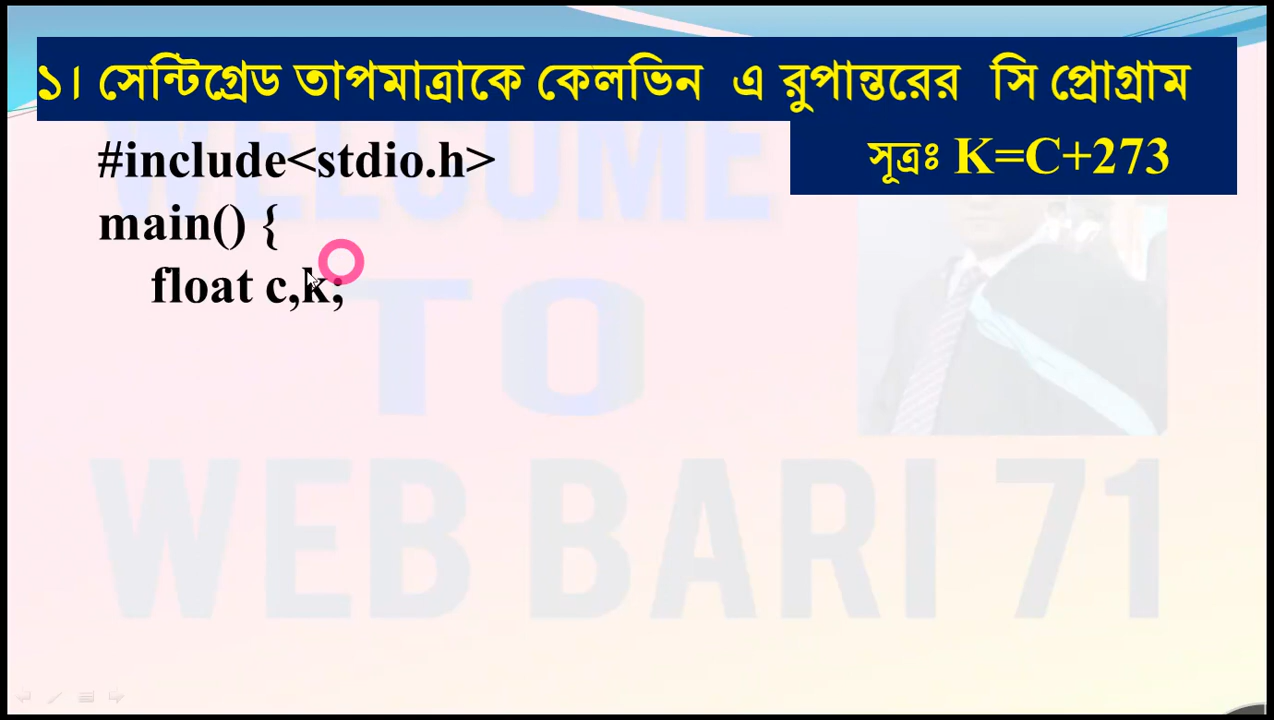 ১। সেন্টিগ্রেড তাপমাত্রাকে কেলভিন এ রুপান্তরের সি প্রোগ্রাম
সূত্রঃ K=C+273
#include<stdio.h>
main() {
float c,k;
WELCOME
TO
WEB BARI 71